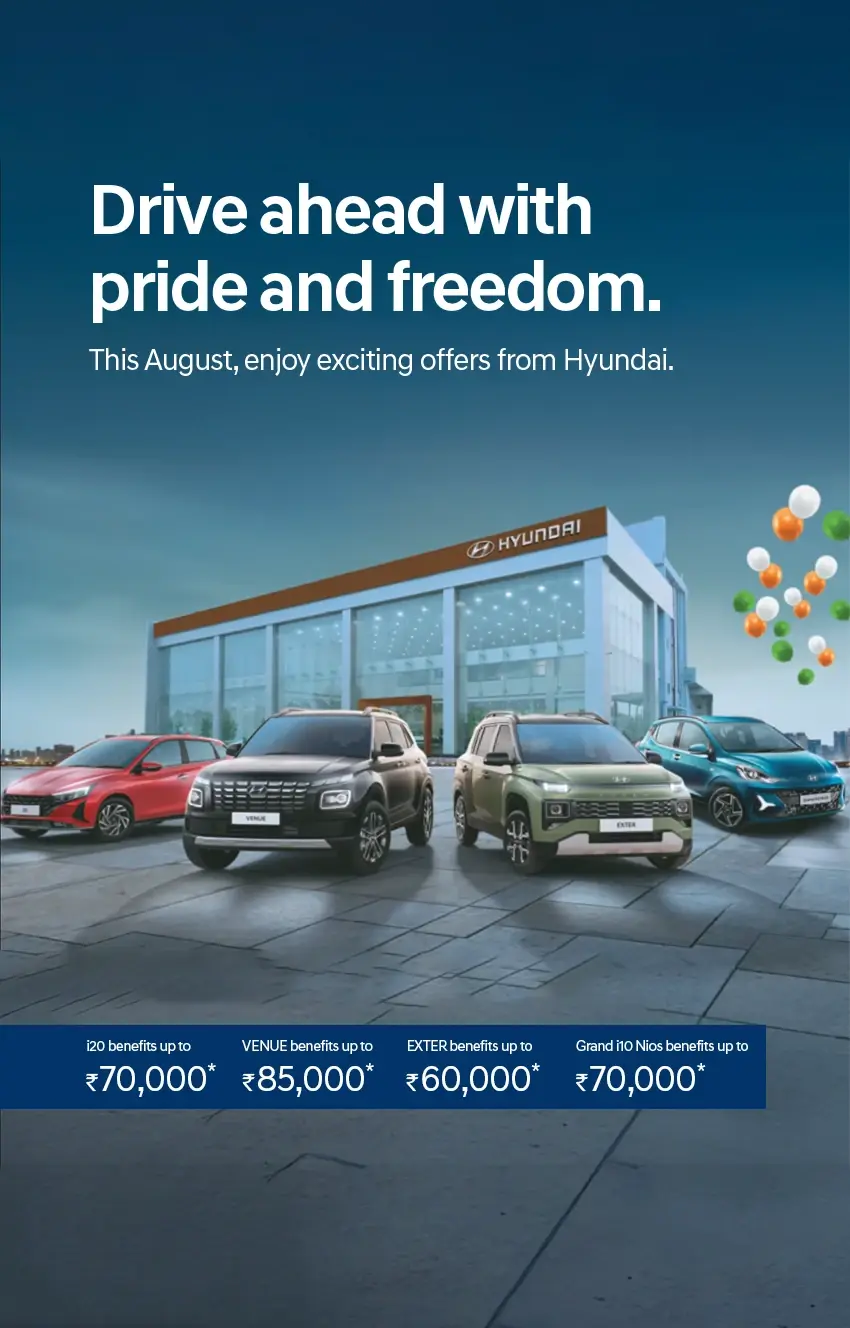 Drive ahead with
pride and freedom.
This August, enjoy exciting offers from Hyundai.
HYUNDAI
VENUE
EXTER
i20 benefits up to
₹70,000*
VENUE benefits up to
₹85,000*
EXTER benefits up to
₹60,000*
Grand i10 Nios benefits up to
₹70,000*